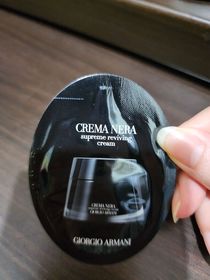 CREMA NERA
supreme reviving
cream
CREMA NERA
GIORGIO ARMANI
GIORGIO ARMANI